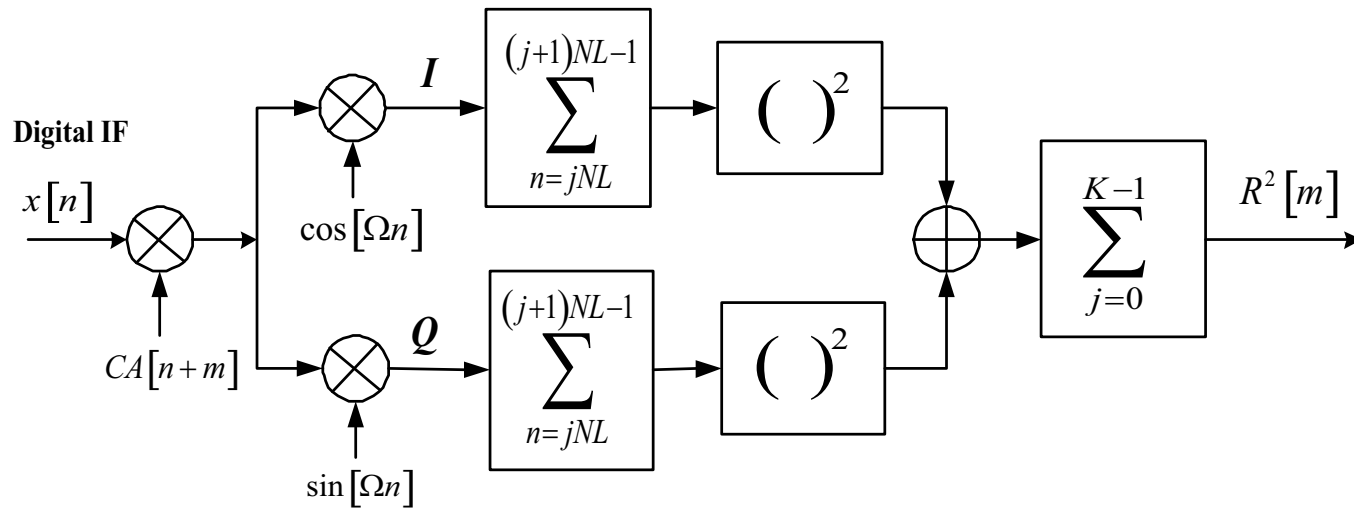 Digital IF
x[n]
CA[n+m]
I
cos[Ωn]
(j+1)NL−1
∑
n=jNL
( )²
Q
sin[Ωn]
(j+1)NL−1
∑
n=jNL
( )²
K−1
∑
j=0
R²[m]